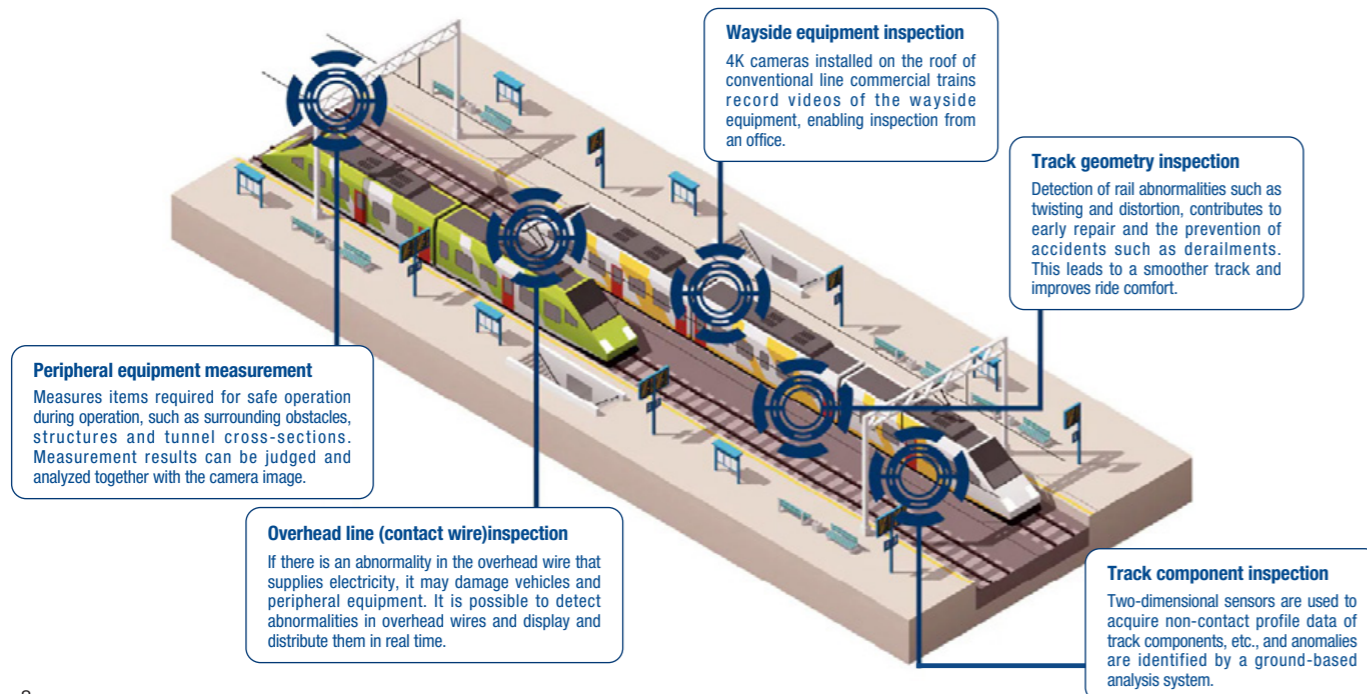 Wayside equipment inspection
4K cameras installed on the roof of
conventional line commercial trains
record videos of the wayside
equipment, enabling inspection from
an office.
Track geometry inspection
Detection of rail abnormalities such as
twisting and distortion, contributes to
early repair and the prevention of
accidents such as derailments.
This leads to a smoother track and
improves ride comfort.
Peripheral equipment measurement
Measures items required for safe operation
during operation, such as surrounding obstacles,
structures and tunnel cross-sections.
Measurement results can be judged and
analyzed together with the camera image.
Overhead line (contact wire)inspection
If there is an abnormality in the overhead wire that
supplies electricity, it may damage vehicles and
peripheral equipment. It is possible to detect
abnormalities in overhead wires and display and
distribute them in real time.
Track component inspection
Two-dimensional sensors are used to
acquire non-contact profile data of
track components, etc., and anomalies
are identified by a ground-based
analysis system.